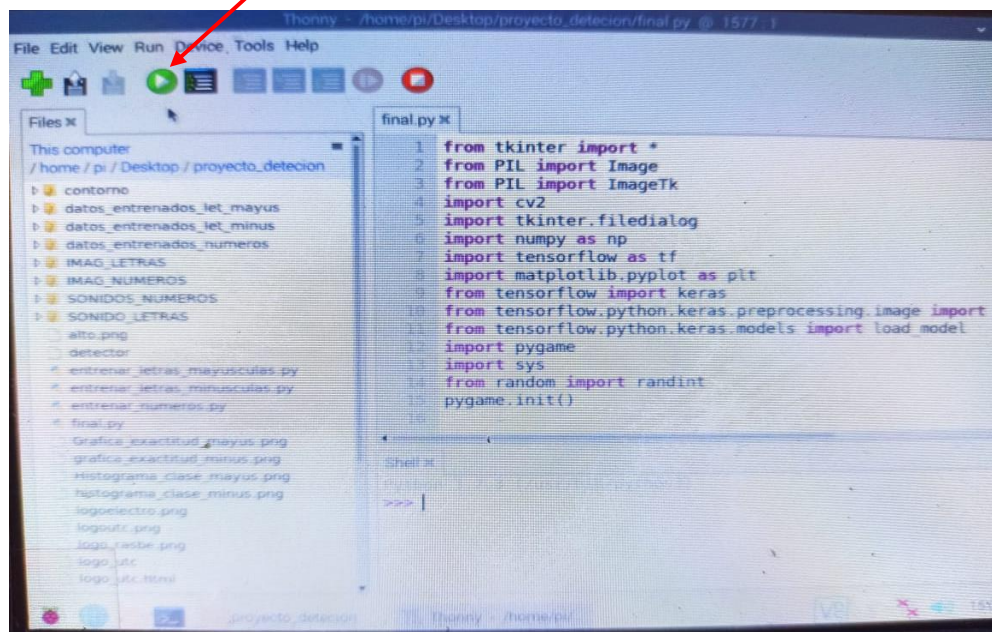 Thonny - /home/pi/Desktop/proyecto_detecion/final.py @ 1577 : 1
File Edit View Run Device Tools Help
Files
final.py
This computer
/ home / pi / Desktop / proyecto_detecion
contorno
datos_entrenados_let_mayus
datos_entrenados_let_minus
datos_entrenados_numeros
IMAG_LETRAS
IMAG_NUMEROS
SONIDOS_NUMEROS
SONIDO_LETRAS
alto.png
detector
entrenar_letras_mayusculas.py
entrenar_letras_minusculas.py
entrenar_numeros.py
final.py
Grafica_exactitud_mayus.png
grafica_exactitud_minus.png
Histograma_clase_mayus.png
histograma_clase_minus.png
logoelectro.png
logoutc.png
logo_rasbe.png
logo_utc
logo_utc.html
1 from tkinter import *
2 from PIL import Image
3 from PIL import ImageTk
4 import cv2
5 import tkinter.filedialog
6 import numpy as np
7 import tensorflow as tf
8 import matplotlib.pyplot as plt
9 from tensorflow import keras
10 from tensorflow.python.keras.preprocessing.image import
11 from tensorflow.python.keras.models import load_model
12 import pygame
13 import sys
14 from random import randint
15 pygame.init()
16
Shell
>>>
proyecto_detecion
Thonny - /home/pi/